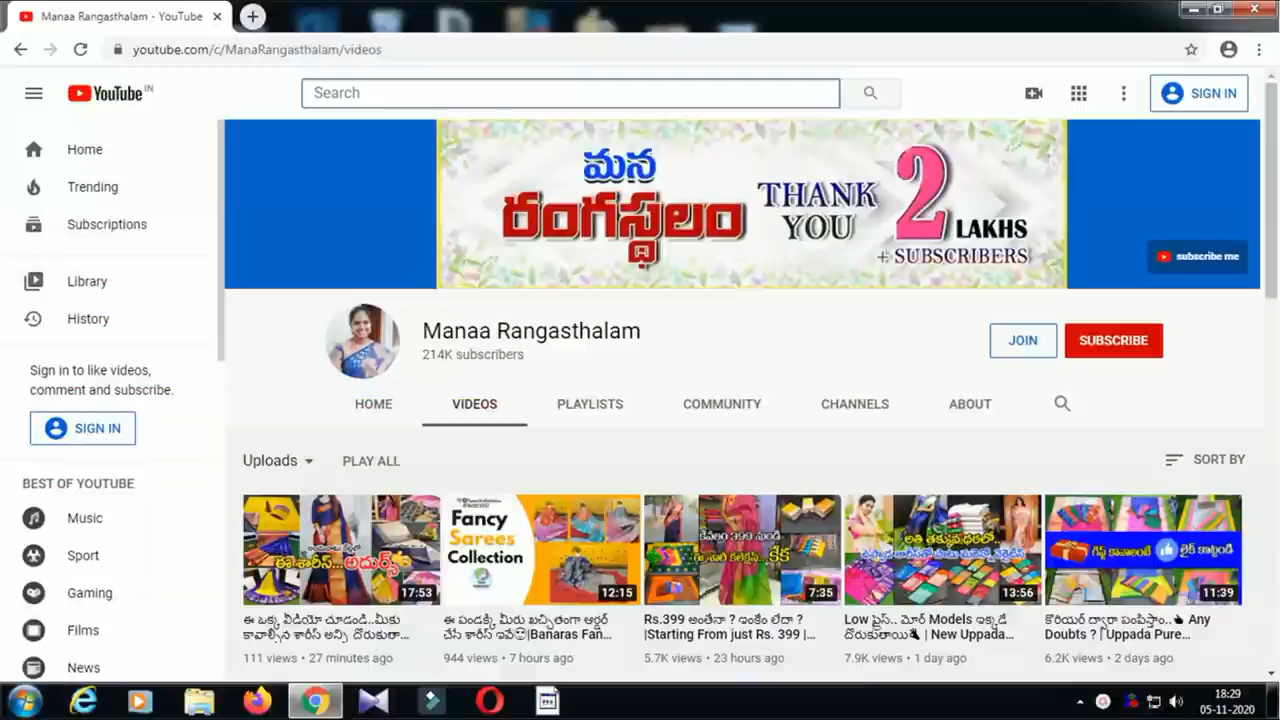 Manaa Rangasthalam - YouTube
youtube.com/c/ManaRangasthalam/videos
YouTube IN
Search
SIGN IN
Home
Trending
Subscriptions
Library
History
Sign in to like videos,
comment and subscribe.
SIGN IN
BEST OF YOUTUBE
Music
Sport
Gaming
Films
News
మన
రంగస్థలం
THANK
YOU
2
LAKHS
+ SUBSCRIBERS
subscribe me
Manaa Rangasthalam
214K subscribers
JOIN
SUBSCRIBE
HOME
VIDEOS
PLAYLISTS
COMMUNITY
CHANNELS
ABOUT
Uploads
PLAY ALL
SORT BY
ఈ శారీస్.. అదుర్స్
17:53
Fancy
Sarees
Collection
12:15
కేవలం 399 నుండి
7:35
అతి తక్కువ ధరలో
13:56
గిఫ్ట్ కావాలంటే లైక్ కొట్టండి
11:39
ఈ ఒక్క వీడియో చూడండి..మీకు
కావాల్సిన శారీస్ అన్ని దొరుకుతా...
111 views • 27 minutes ago
ఈ పండక్కి మీరు ఖచ్చితంగా ఆర్డర్
చేసే శారీస్ ఇవే😍|Banaras Fan...
944 views • 7 hours ago
Rs.399 అంతేనా ? ఇంకేం లేదా ?
|Starting From just Rs. 399 |...
5.7K views • 23 hours ago
Low ప్రైస్.. మోర్ Models ఇక్కడే
దొరుకుతాయి | New Uppada...
7.9K views • 1 day ago
కొరియర్ ద్వారా పంపిస్తా.. Any
Doubts ? | Uppada Pure...
6.2K views • 2 days ago
18:29
05-11-2020